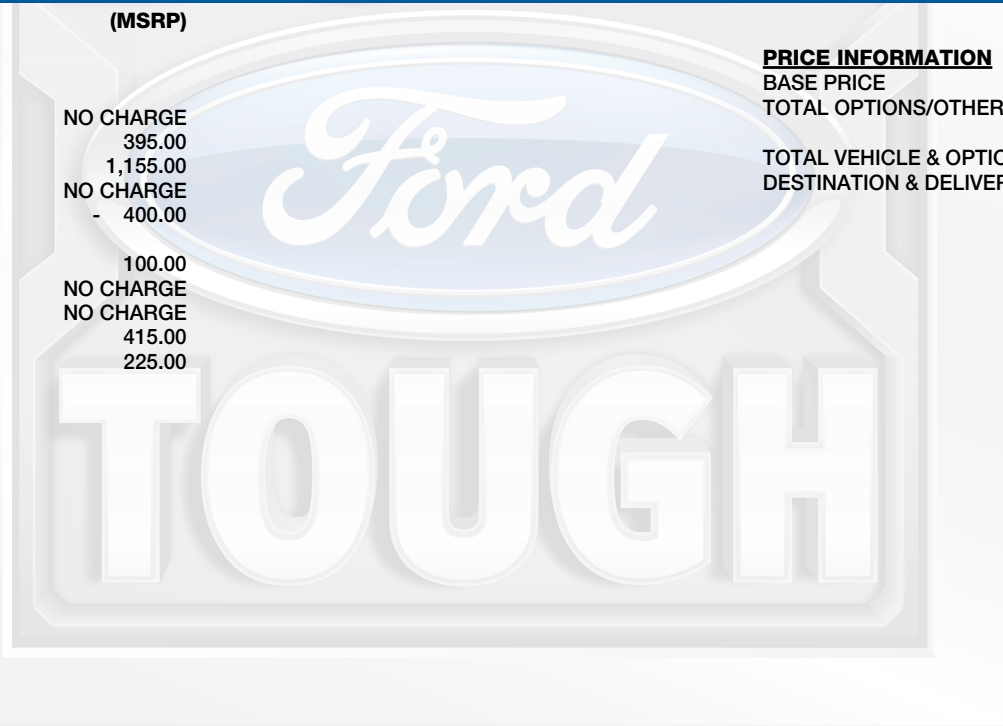 (MSRP)
NO CHARGE
395.00
1,155.00
NO CHARGE
- 400.00
100.00
NO CHARGE
NO CHARGE
415.00
225.00
PRICE INFORMATION
BASE PRICE
TOTAL OPTIONS/OTHER
TOTAL VEHICLE & OPTIO
DESTINATION & DELIVER
Ford
TOUGH